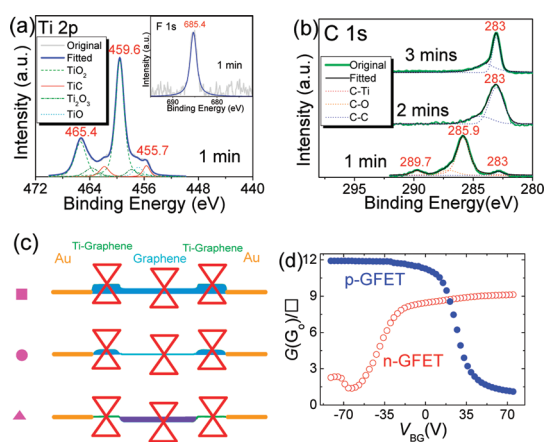 (a) Ti 2p
Original
Fitted
TiO2
TiC
Ti2O3
TiO
459.6
465.4
455.7
1 min
Intensity (a.u.)
472 464 456 448 440
Binding Energy (eV)
F 1s
685.4
1 min
Intensity (a.u.)
690 680
Binding Energy (eV)
(b)
C 1s
283
3 mins
Original
Fitted
C-Ti
C-O
C-C
283
2 mins
285.9
1 min
289.7
283
Intensity (a.u.)
295 290 285 280
Binding Energy(eV)
(c)
Ti-Graphene Ti-Graphene
Au Graphene Au
(d)
p-GFET
n-GFET
G(Go)/□
12
9
6
3
0
-70 -35 0 35 70
VBG(V)